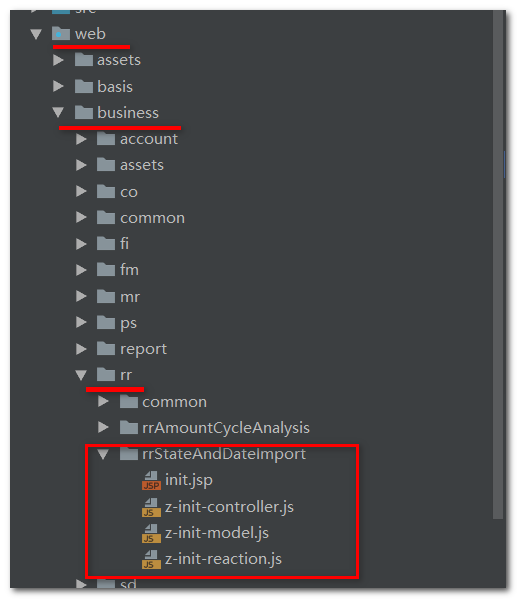 src
web
assets
basis
business
account
assets
co
common
fi
fm
mr
ps
report
rr
common
rrAmountCycleAnalysis
rrStateAndDateImport
JSP init.jsp
JS z-init-controller.js
JS z-init-model.js
JS z-init-reaction.js
sd